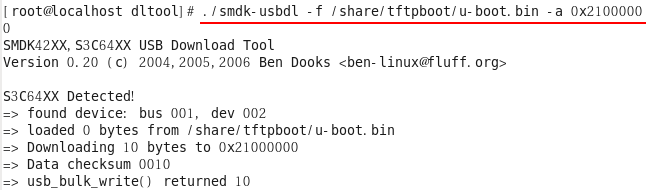 [root@localhost dltool]# ./smdk-usbdl -f /share/tftpboot/u-boot.bin -a 0x2100000
0
SMDK42XX,S3C64XX USB Download Tool
Version 0.20 (c) 2004,2005,2006 Ben Dooks <ben-linux@fluff.org>

S3C64XX Detected!
=> found device: bus 001, dev 002
=> loaded 0 bytes from /share/tftpboot/u-boot.bin
=> Downloading 10 bytes to 0x21000000
=> Data checksum 0010
=> usb_bulk_write() returned 10